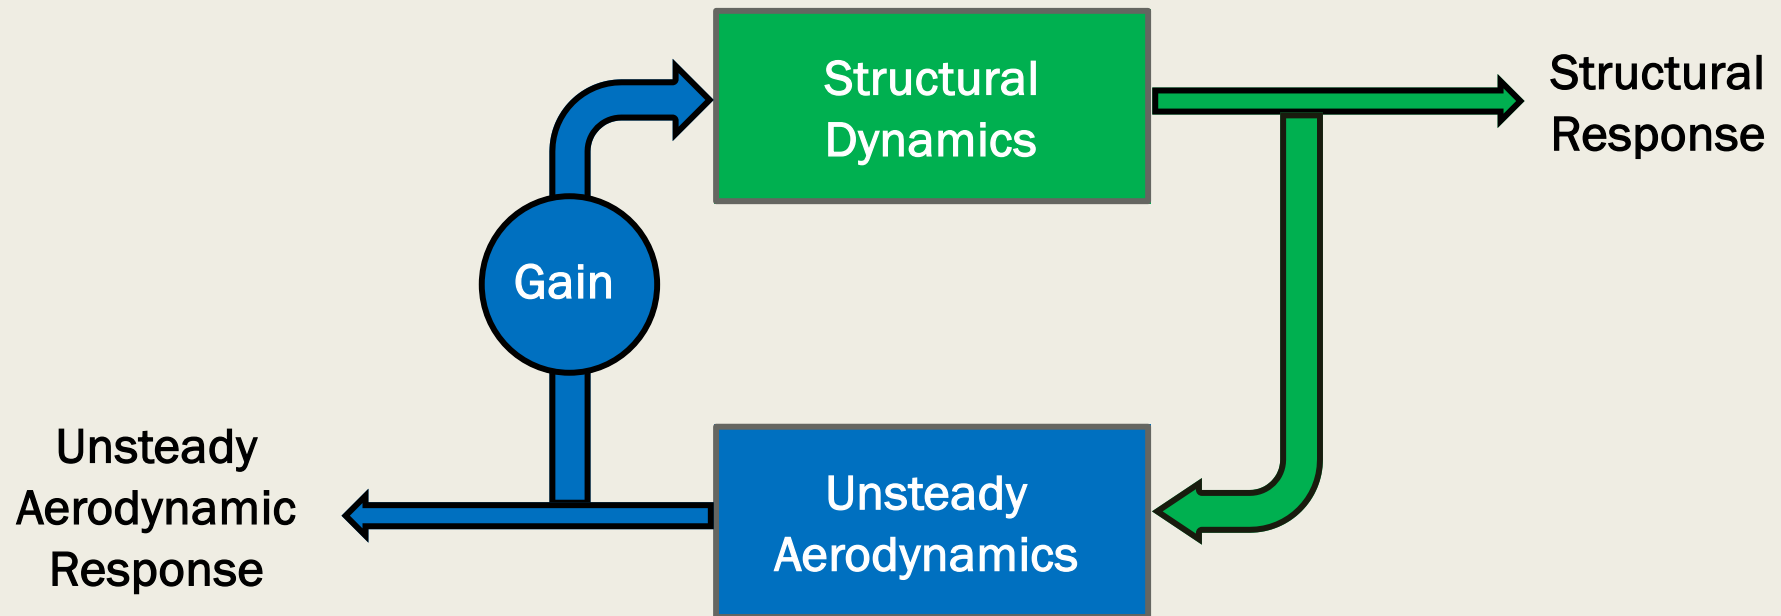 Structural
Dynamics
Structural
Response
Gain
Unsteady
Aerodynamic
Response
Unsteady
Aerodynamics